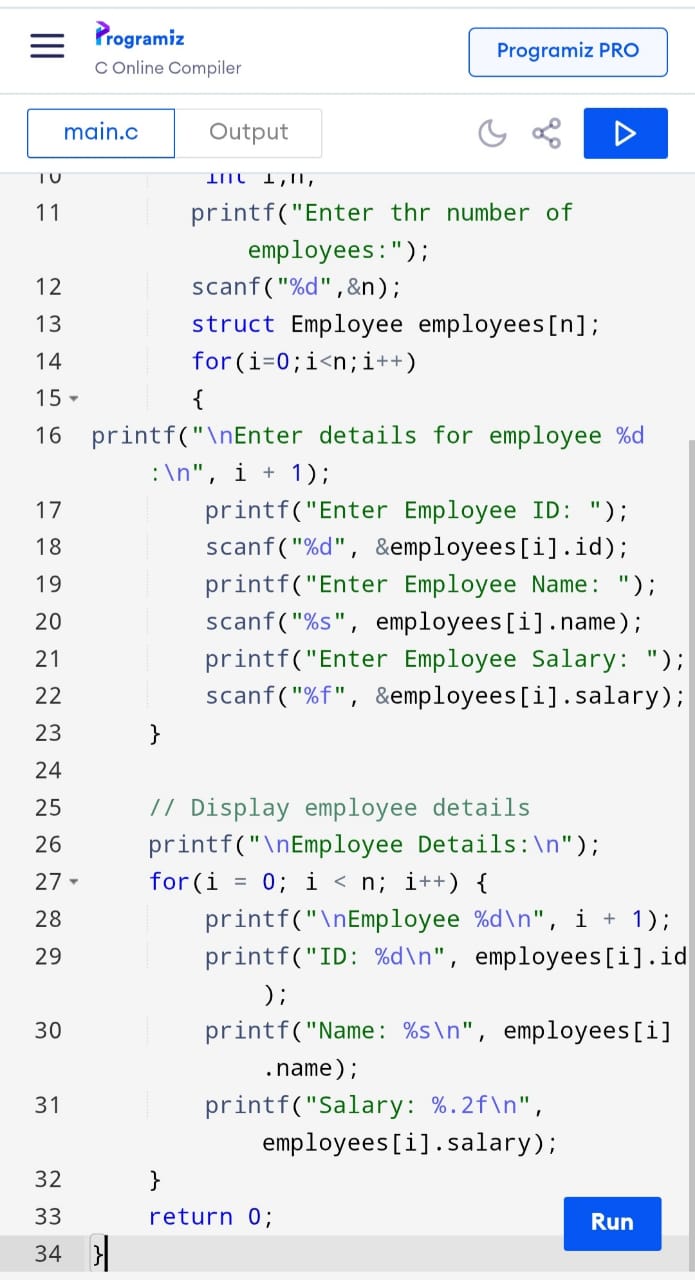 Programiz
C Online Compiler
Programiz PRO
main.c
Output
10 int i,n;
11 printf("Enter thr number of
employees:");
12 scanf("%d",&n);
13 struct Employee employees[n];
14 for(i=0;i<n;i++)
15 {
16 printf("\nEnter details for employee %d
:\n", i + 1);
17 printf("Enter Employee ID: ");
18 scanf("%d", &employees[i].id);
19 printf("Enter Employee Name: ");
20 scanf("%s", employees[i].name);
21 printf("Enter Employee Salary: ");
22 scanf("%f", &employees[i].salary);
23 }
24
25 // Display employee details
26 printf("\nEmployee Details:\n");
27 for(i = 0; i < n; i++) {
28 printf("\nEmployee %d\n", i + 1);
29 printf("ID: %d\n", employees[i].id
);
30 printf("Name: %s\n", employees[i]
.name);
31 printf("Salary: %.2f\n",
employees[i].salary);
32 }
33 return 0;
Run
34 }